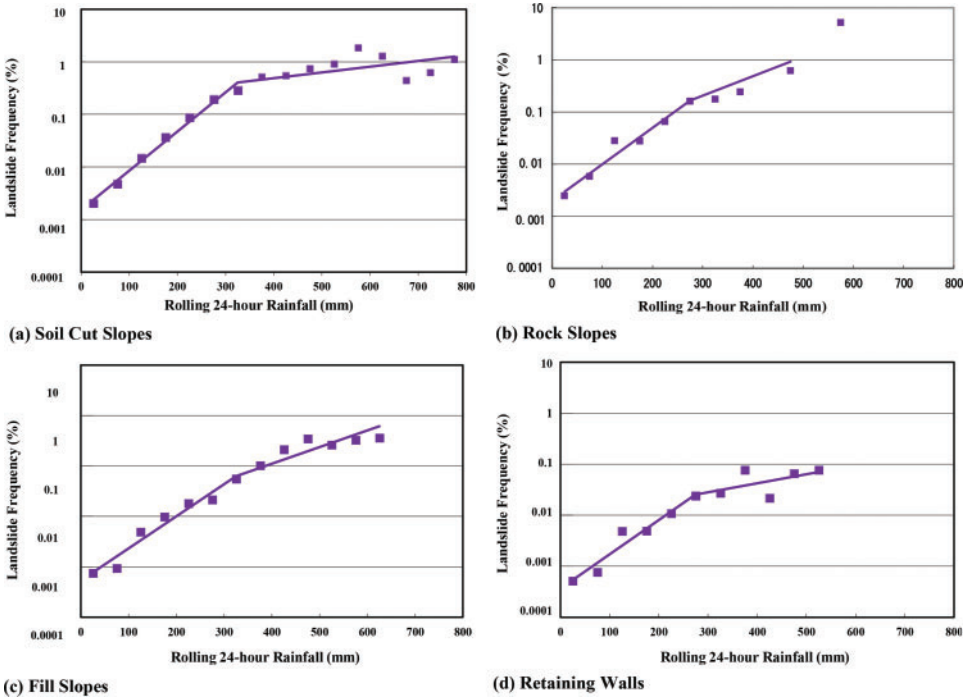 10
1
0.1
0.01
0.001
0.0001
Landslide Frequency (%)
0 100 200 300 400 500 600 700 800
Rolling 24-hour Rainfall (mm)
(a) Soil Cut Slopes
10
1
0.1
0.01
0.001
0.0001
Landslide Frequency (%)
0 100 200 300 400 500 600 700 800
Rolling 24-hour Rainfall (mm)
(b) Rock Slopes
10
1
0.1
0.01
0.001
0.0001
Landslide Frequency (%)
0 100 200 300 400 500 600 700 800
Rolling 24-hour Rainfall (mm)
(c) Fill Slopes
10
1
0.1
0.01
0.001
0.0001
Landslide Frequency (%)
0 100 200 300 400 500 600 700 800
Rolling 24-hour Rainfall (mm)
(d) Retaining Walls